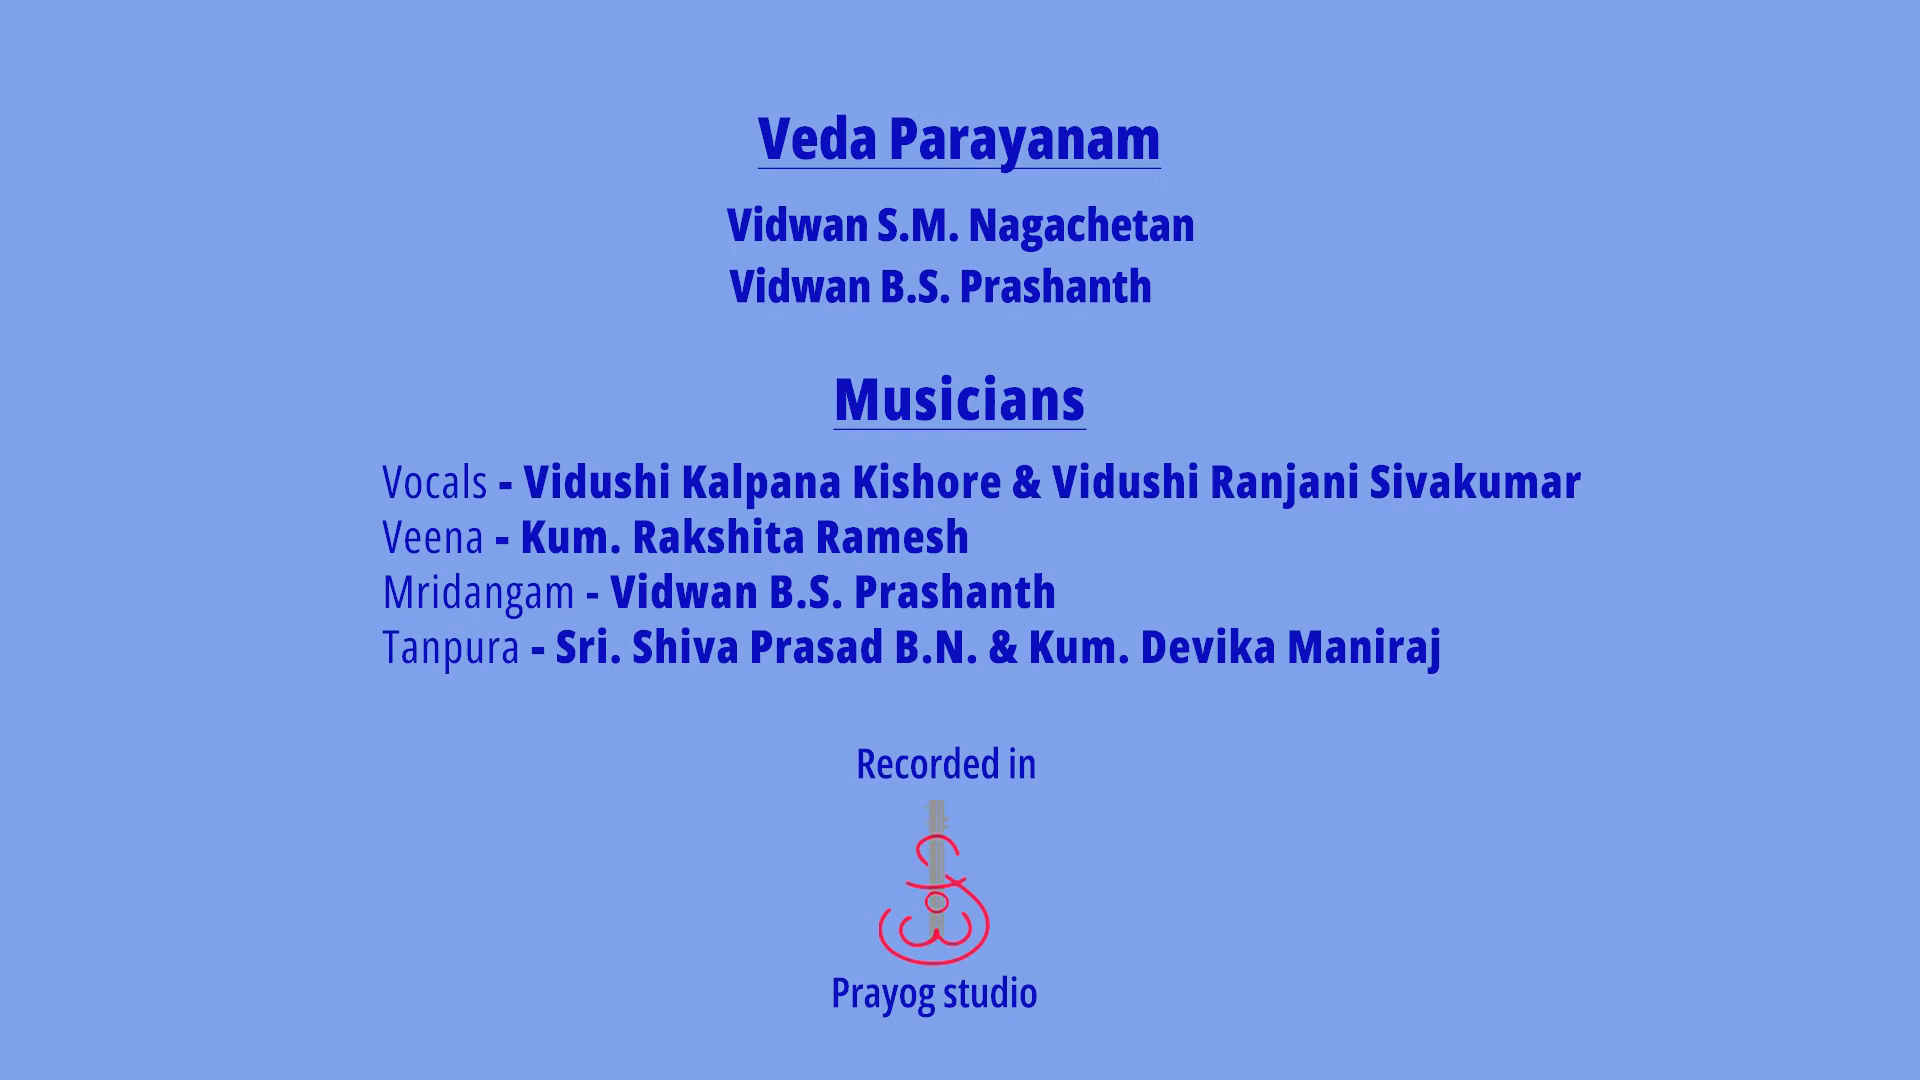 Veda Parayanam
Vidwan S.M. Nagachetan
Vidwan B.S. Prashanth
Musicians
Vocals - Vidushi Kalpana Kishore & Vidushi Ranjani Sivakumar
Veena - Kum. Rakshita Ramesh
Mridangam - Vidwan B.S. Prashanth
Tanpura - Sri. Shiva Prasad B.N. & Kum. Devika Maniraj
Recorded in
Prayog studio